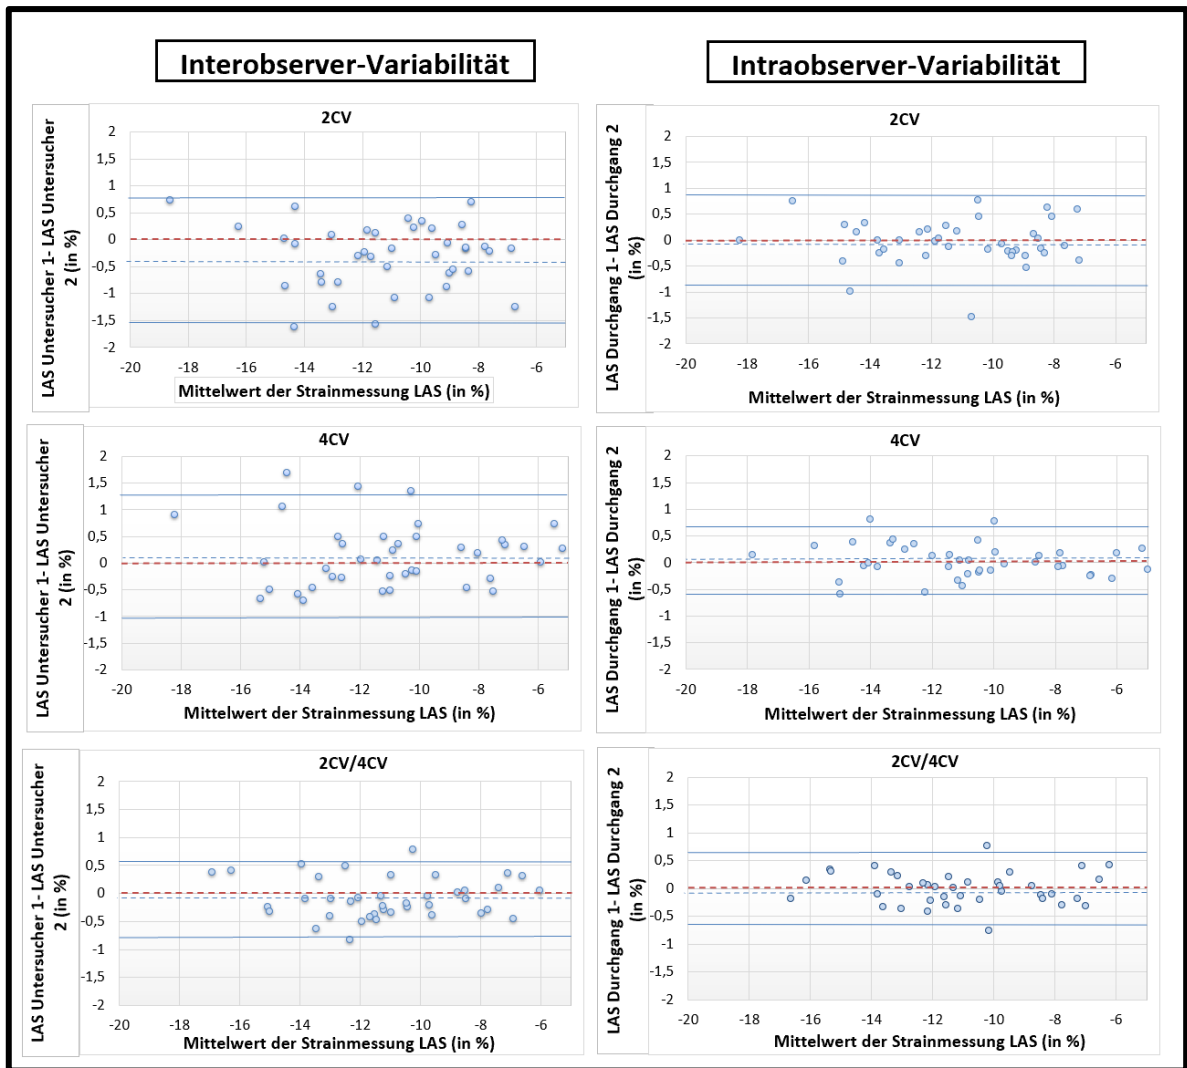 Interobserver-Variabilität
Intraobserver-Variabilität
2CV
LAS Untersucher 1- LAS Untersucher
2 (in %)
2
1,5
1
0,5
0
-0,5
-1
-1,5
-2
-20 -18 -16 -14 -12 -10 -8 -6
Mittelwert der Strainmessung LAS (in %)
2CV
LAS Durchgang 1- LAS Durchgang 2
(in %)
2
1,5
1
0,5
0
-0,5
-1
-1,5
-2
-20 -18 -16 -14 -12 -10 -8 -6
Mittelwert der Strainmessung LAS (in %)
4CV
LAS Untersucher 1- LAS Untersucher
2 (in %)
2
1,5
1
0,5
0
-0,5
-1
-1,5
-2
-20 -18 -16 -14 -12 -10 -8 -6
Mittelwert der Strainmessung LAS (in %)
4CV
LAS Durchgang 1- LAS Durchgang 2
(in %)
2
1,5
1
0,5
0
-0,5
-1
-1,5
-2
-20 -18 -16 -14 -12 -10 -8 -6
Mittelwert der Strainmessung LAS (in %)
2CV/4CV
LAS Untersucher 1- LAS Untersucher
2 (in %)
2
1,5
1
0,5
0
-0,5
-1
-1,5
-2
-20 -18 -16 -14 -12 -10 -8 -6
Mittelwert der Strainmessung LAS (in %)
2CV/4CV
LAS Durchgang 1- LAS Durchgang 2
(in %)
2
1,5
1
0,5
0
-0,5
-1
-1,5
-2
-20 -18 -16 -14 -12 -10 -8 -6
Mittelwert der Strainmessung LAS (in %)